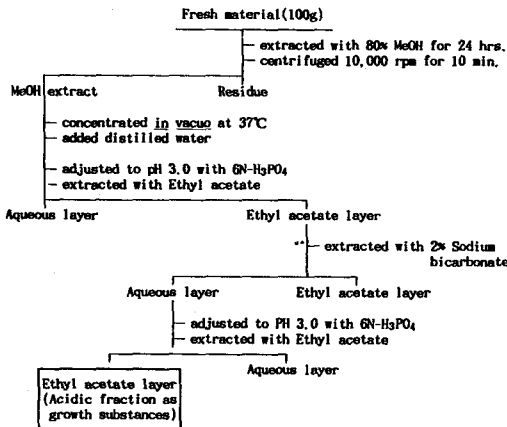 Fresh material(100g)
extracted with 80% MeOH for 24 hrs.
centrifuged 10,000 rpm for 10 min.
MeOH extract
Residue
concentrated in vacuo at 37℃
added distilled water
adjusted to pH 3.0 with 6N-H₃PO₄
extracted with Ethyl acetate
Aqueous layer
Ethyl acetate layer
extracted with 2% Sodium
bicarbonate
Aqueous layer
Ethyl acetate layer
adjusted to PH 3.0 with 6N-H₃PO₄
extracted with Ethyl acetate
Aqueous layer
Ethyl acetate layer
(Acidic fraction as
growth substances)